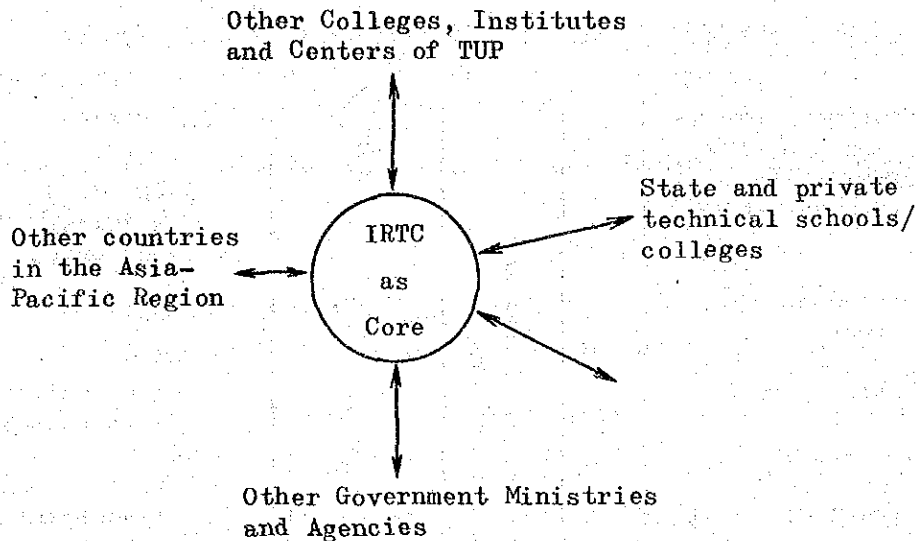 Other Colleges, Institutes
and Centers of TUP
State and private
technical schools/
colleges
IRTC
as
Core
Other countries
in the Asia-
Pacific Region
Other Government Ministries
and Agencies